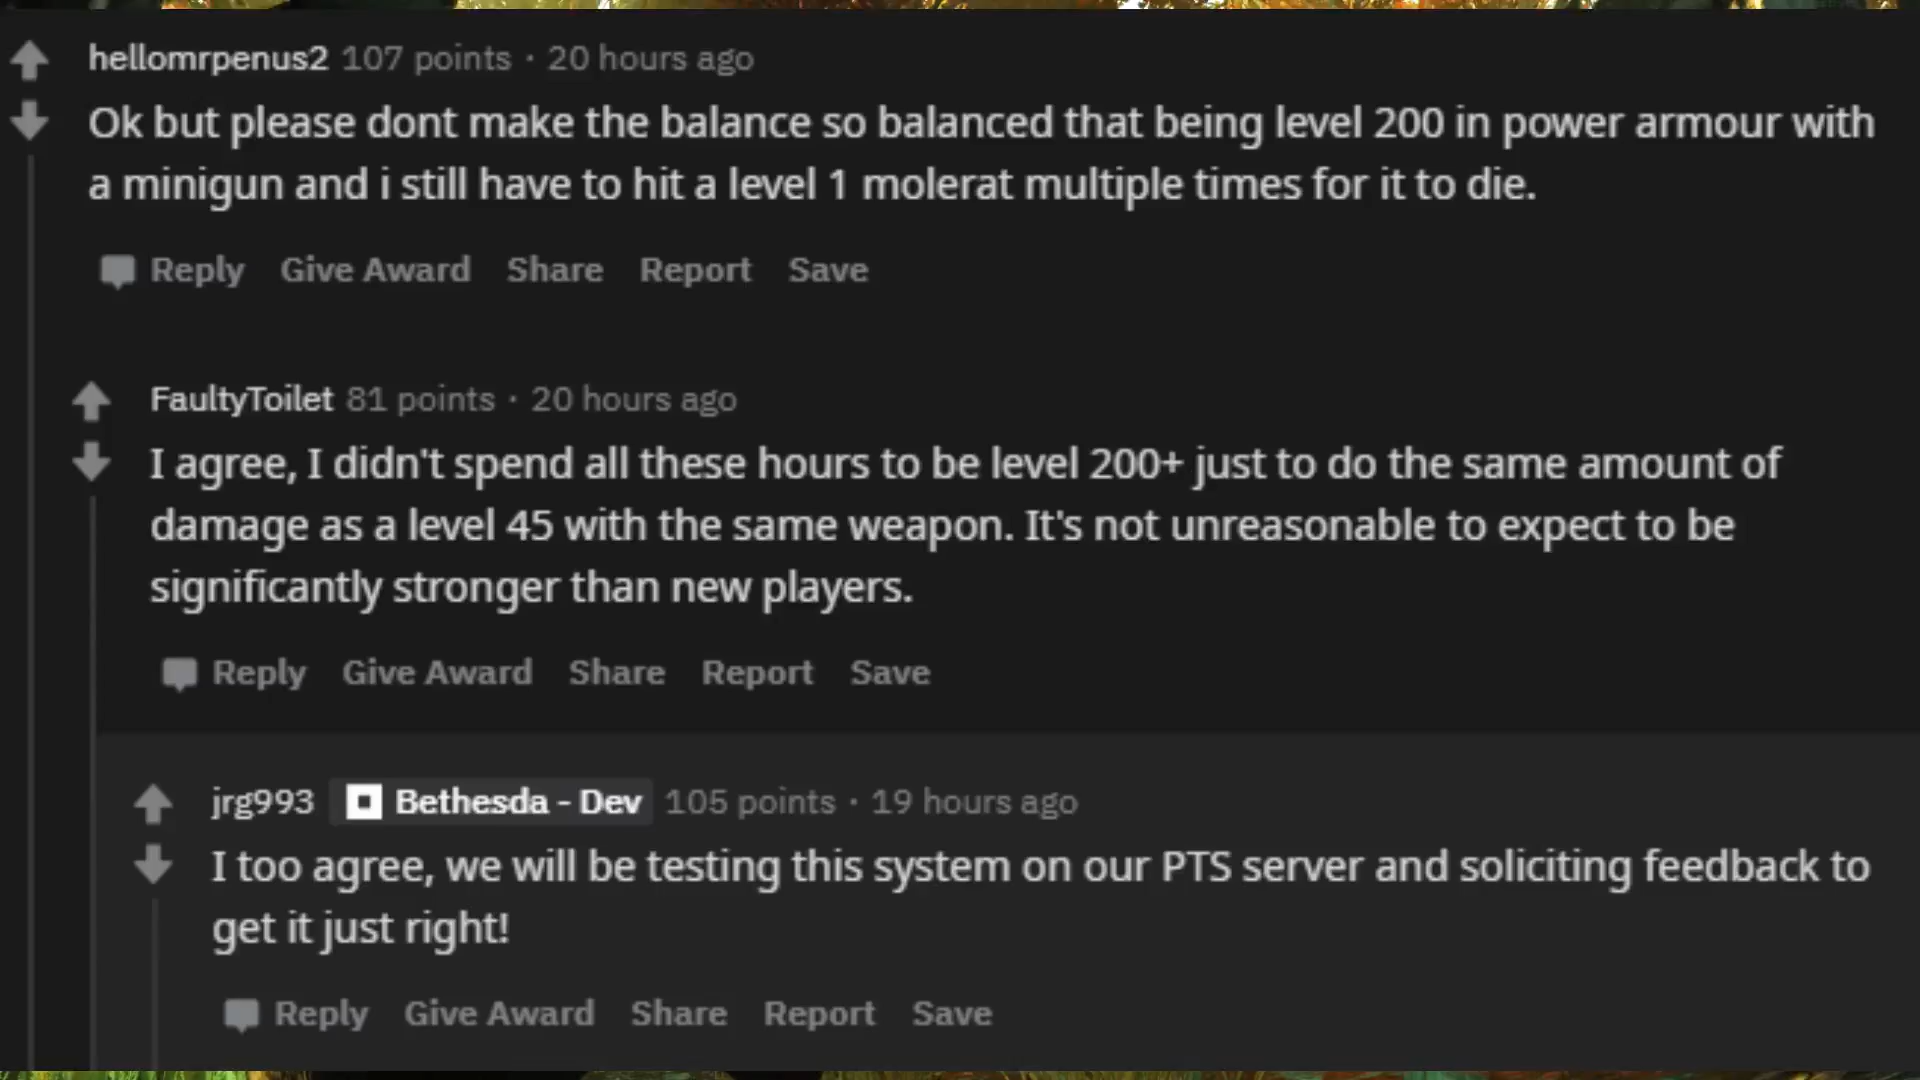 hellomrpenus2 107 points · 20 hours ago
Ok but please dont make the balance so balanced that being level 200 in power armour with
a minigun and i still have to hit a level 1 molerat multiple times for it to die.
Reply Give Award Share Report Save
FaultyToilet 81 points · 20 hours ago
I agree, I didn't spend all these hours to be level 200+ just to do the same amount of
damage as a level 45 with the same weapon. It's not unreasonable to expect to be
significantly stronger than new players.
Reply Give Award Share Report Save
jrg993 Bethesda - Dev 105 points · 19 hours ago
I too agree, we will be testing this system on our PTS server and soliciting feedback to
get it just right!
Reply Give Award Share Report Save